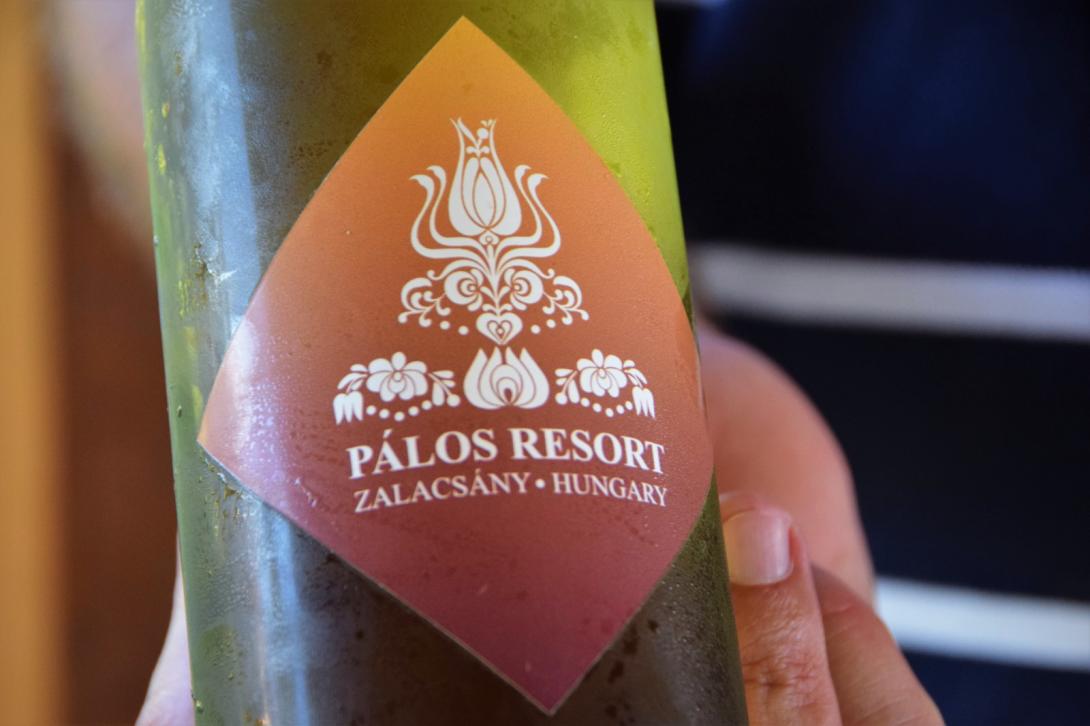 PÁLOS RESORT
ZALACSÁNY • HUNGARY